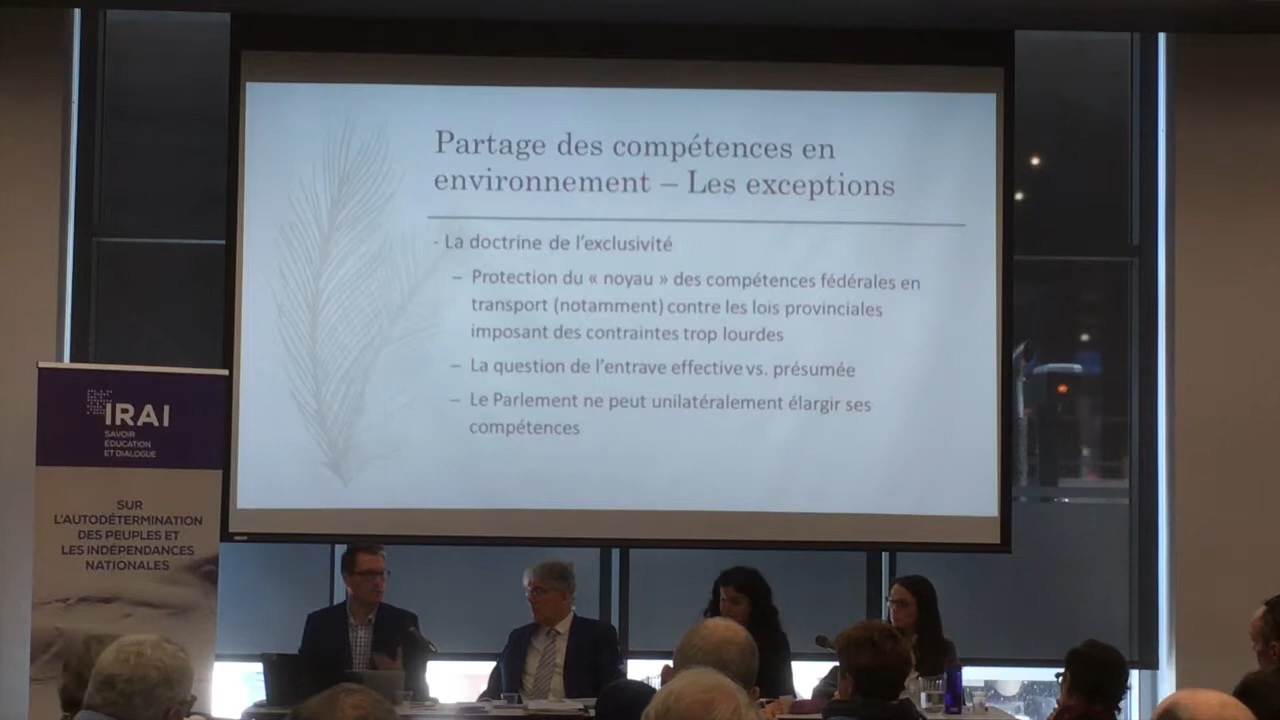 Partage des compétences en
environnement – Les exceptions
- La doctrine de l'exclusivité
– Protection du « noyau » des compétences fédérales en
transport (notamment) contre les lois provinciales
imposant des contraintes trop lourdes
– La question de l'entrave effective vs. présumée
– Le Parlement ne peut unilatéralement élargir ses
compétences
IRAI
SAVOIR
ÉDUCATION
ET DIALOGUE
SUR
L'AUTODÉTERMINATION
DES PEUPLES ET
LES INDÉPENDANCES
NATIONALES